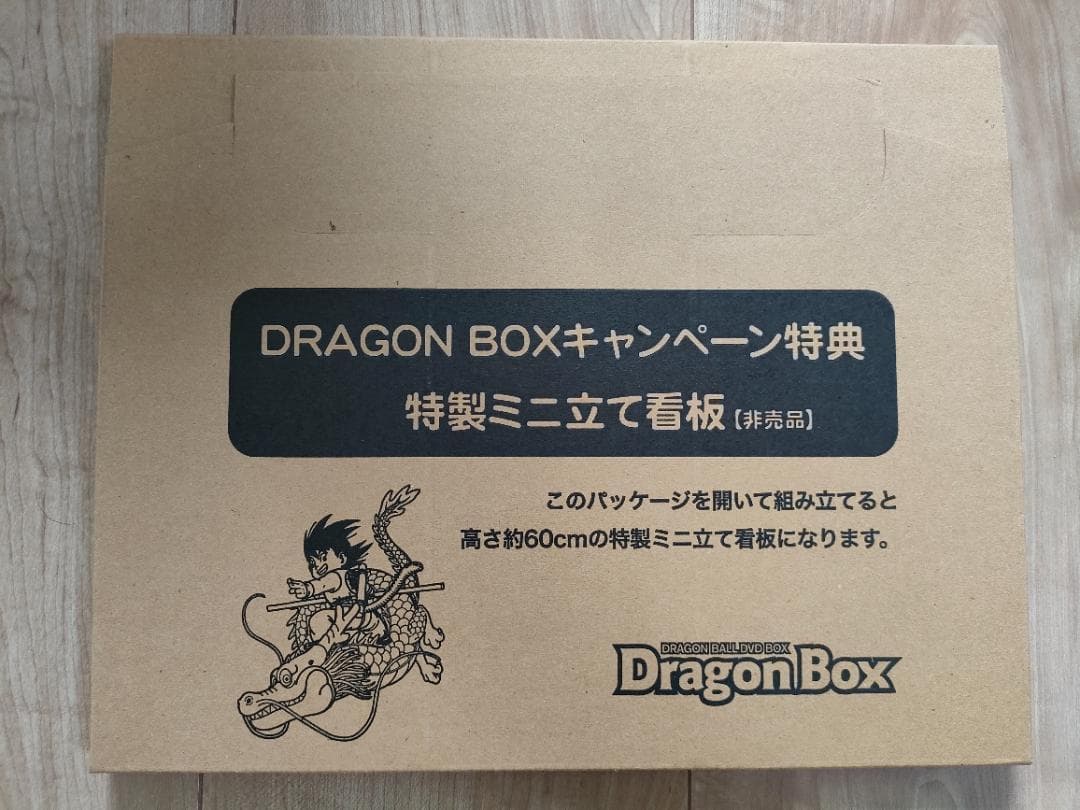 DRAGON BOXキャンペーン特典
特製ミニ立て看板【非売品】
このパッケージを開いて組み立てると
高さ約60cmの特製ミニ立て看板になります。
DRAGON BALL DVD BOX
DragonBox